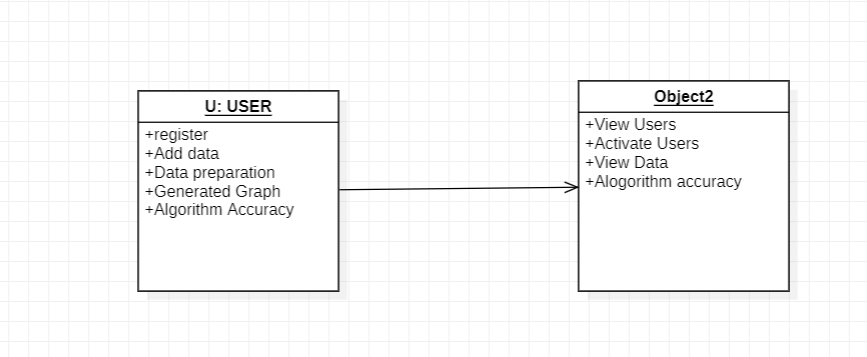 U: USER
+register
+Add data
+Data preparation
+Generated Graph
+Algorithm Accuracy
Object2
+View Users
+Activate Users
+View Data
+Alogorithm accuracy